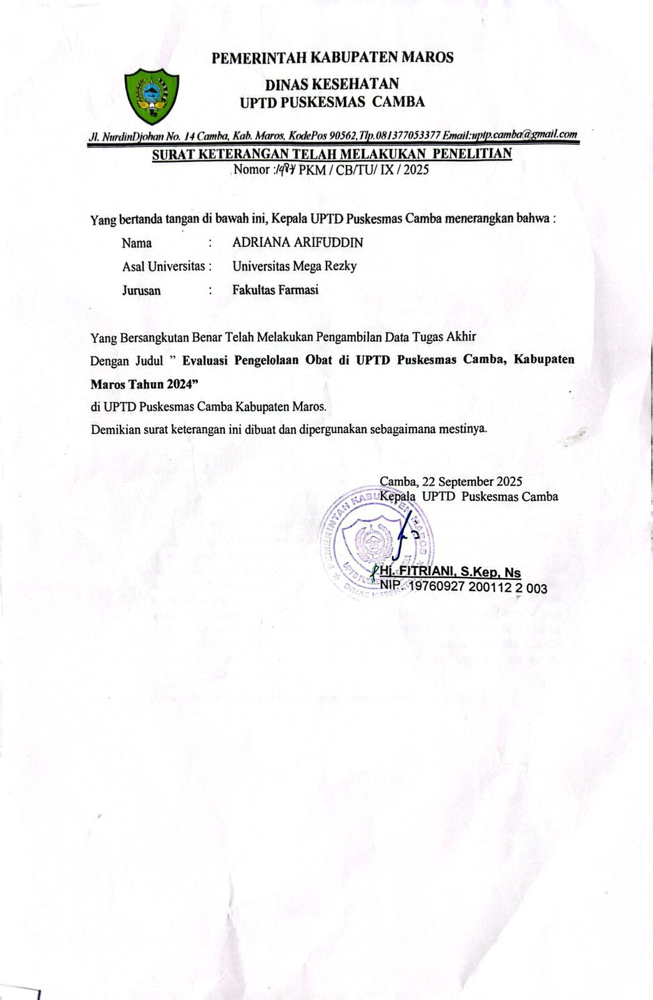 PEMERINTAH KABUPATEN MAROS
DINAS KESEHATAN
UPTD PUSKESMAS CAMBA
Jl. NurdinDjohan No. 14 Camba, Kab. Maros, KodePos 90562,Tlp.081377053377 Email:uptp.camba@gmail.com
SURAT KETERANGAN TELAH MELAKUKAN PENELITIAN
Nomor : PKM / CB/TU/ IX / 2025
Yang bertanda tangan di bawah ini, Kepala UPTD Puskesmas Camba menerangkan bahwa :
Nama : ADRIANA ARIFUDDIN
Asal Universitas : Universitas Mega Rezky
Jurusan : Fakultas Farmasi
Yang Bersangkutan Benar Telah Melakukan Pengambilan Data Tugas Akhir
Dengan Judul ” Evaluasi Pengelolaan Obat di UPTD Puskesmas Camba, Kabupaten
Maros Tahun 2024”
di UPTD Puskesmas Camba Kabupaten Maros.
Demikian surat keterangan ini dibuat dan dipergunakan sebagaimana mestinya.
Camba, 22 September 2025
Kepala UPTD Puskesmas Camba
PEMERINTAH KABUPATEN MAROS
DINAS KESEHATAN
Hj. FITRIANI, S.Kep, Ns
NIP. 19760927 200112 2 003